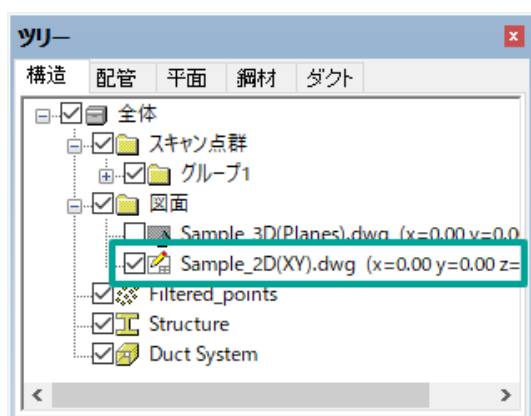 ツリー
構造 配管 平面 鋼材 ダクト
全体
スキャン点群
グループ1
図面
Sample_3D(Planes).dwg (x=0.00 y=0.0
Sample_2D(XY).dwg (x=0.00 y=0.00 z=
Filtered_points
Structure
Duct System